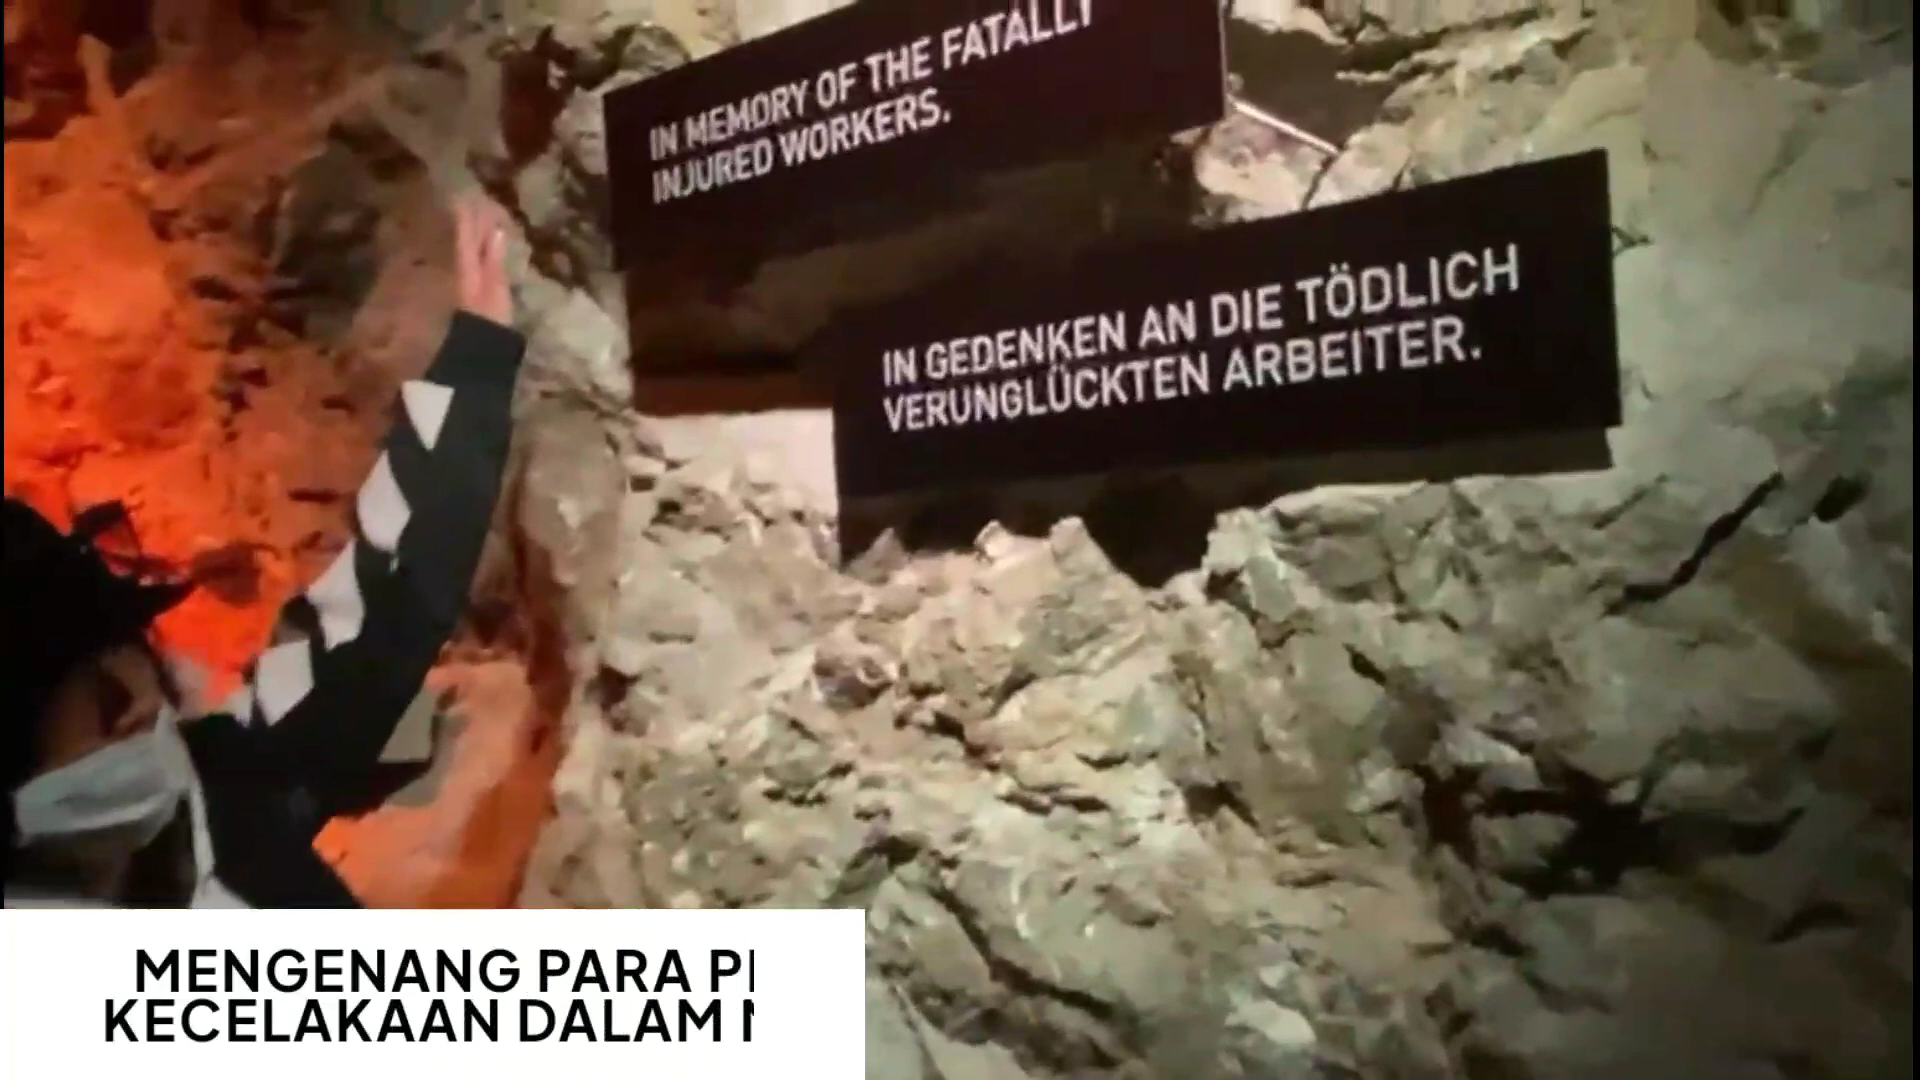 IN MEMORY OF THE FATALLY
INJURED WORKERS.
IN GEDENKEN AN DIE TÖDLICH
VERUNGLÜCKTEN ARBEITER.
MENGENANG PARA
KECELAKAAN DALAM